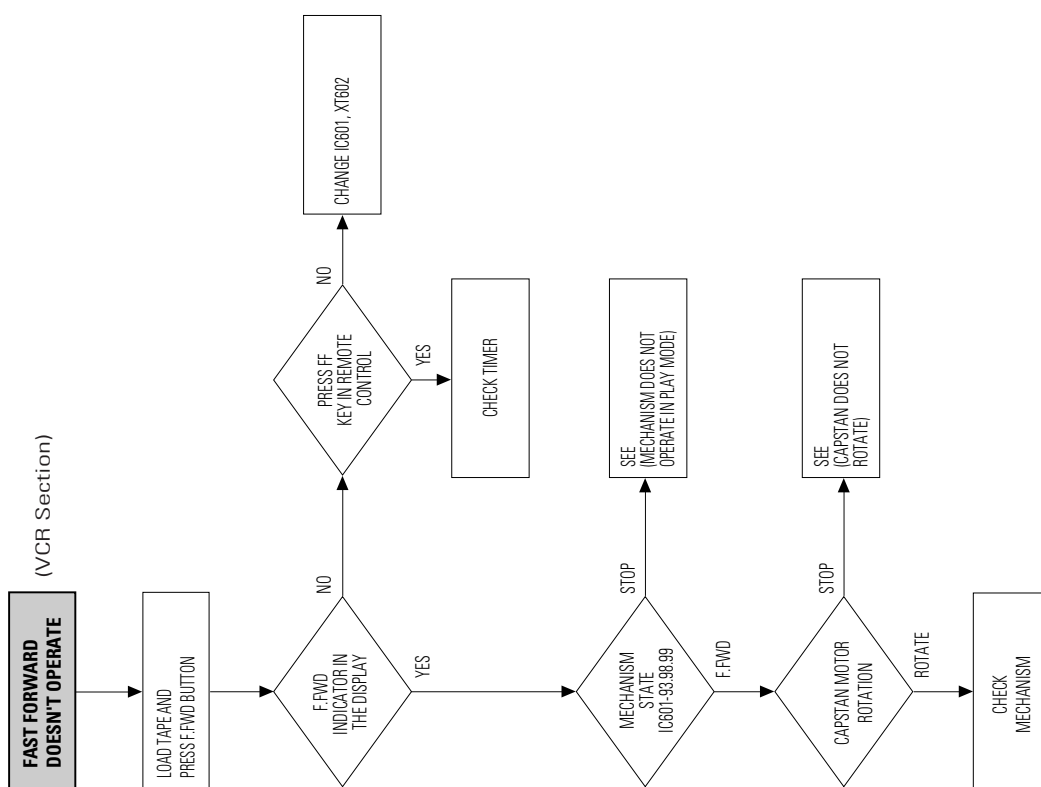 FAST FORWARD
DOESN'T OPERATE
(VCR Section)
LOAD TAPE AND
PRESS F.FWD BUTTON
F.FWD
INDICATOR IN
THE DISPLAY
NO
YES
PRESS FF
KEY IN REMOTE
CONTROL
NO
YES
CHANGE IC601, XT602
CHECK TIMER
MECHANISM
STATE
IC601-93.98.99
STOP
F.FWD
SEE
(MECHANISM DOES NOT
OPERATE IN PLAY MODE)
CAPSTAN MOTOR
ROTATION
STOP
ROTATE
SEE
(CAPSTAN DOES NOT
ROTATE)
CHECK
MECHANISM